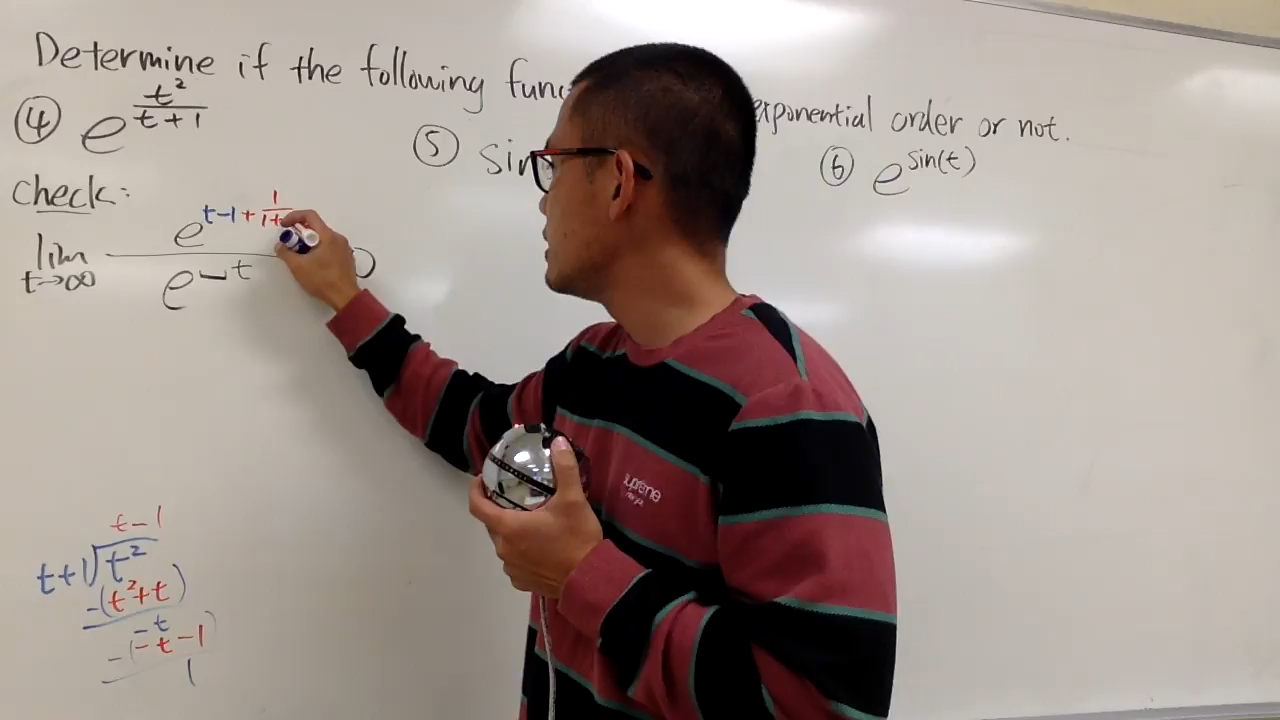 Determine if the following func exponential order or not.
④ e^(t²/(t+1))
⑤ sin
⑥ e^sin(t)
Check:
lim t→∞ e^(t-1+1/(1+t)) / e^-t
t-1
t+1 √t²
-(t²+t)
-t
-(-t-1)
1
supreme